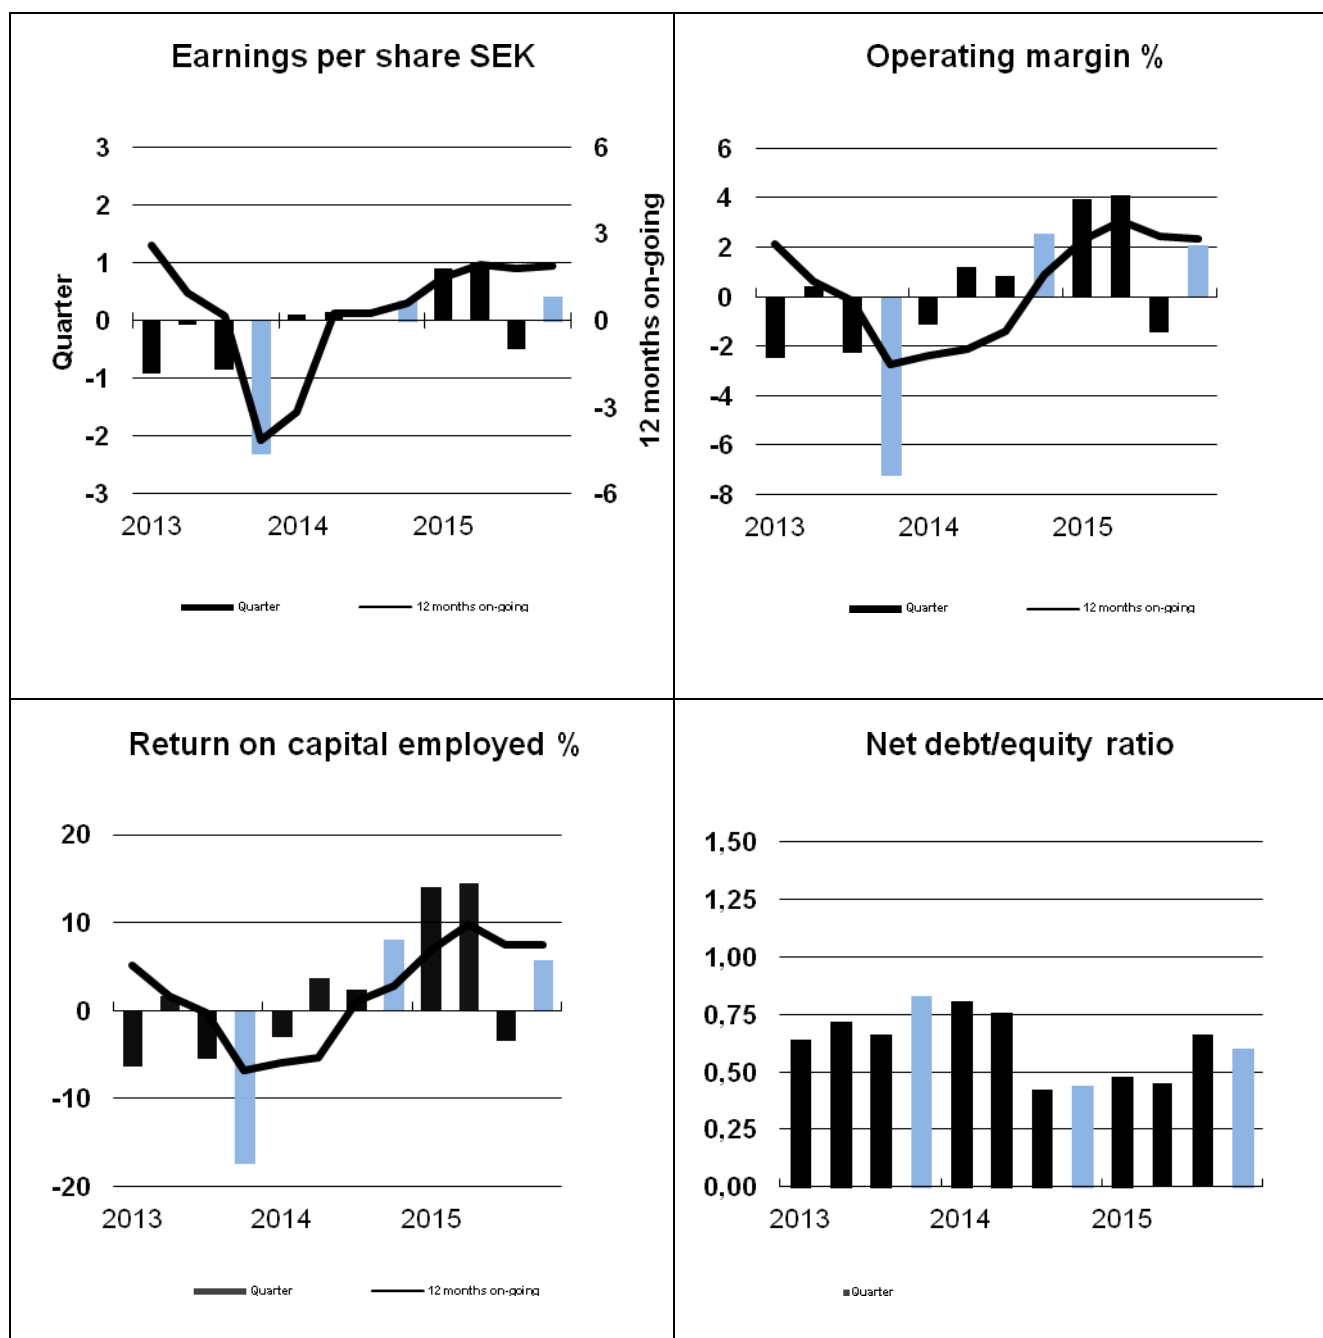 Earnings per share SEK
3
2
1
0
-1
-2
-3
Quarter
6
3
0
-3
-6
12 months on-going
2013 2014 2015
Quarter 12 months on-going
Operating margin %
6
4
2
0
-2
-4
-6
-8
2013 2014 2015
Quarter 12 months on-going
Return on capital employed %
20
10
0
-10
-20
2013 2014 2015
Quarter 12 months on-going
Net debt/equity ratio
1,50
1,25
1,00
0,75
0,50
0,25
0,00
2013 2014 2015
Quarter